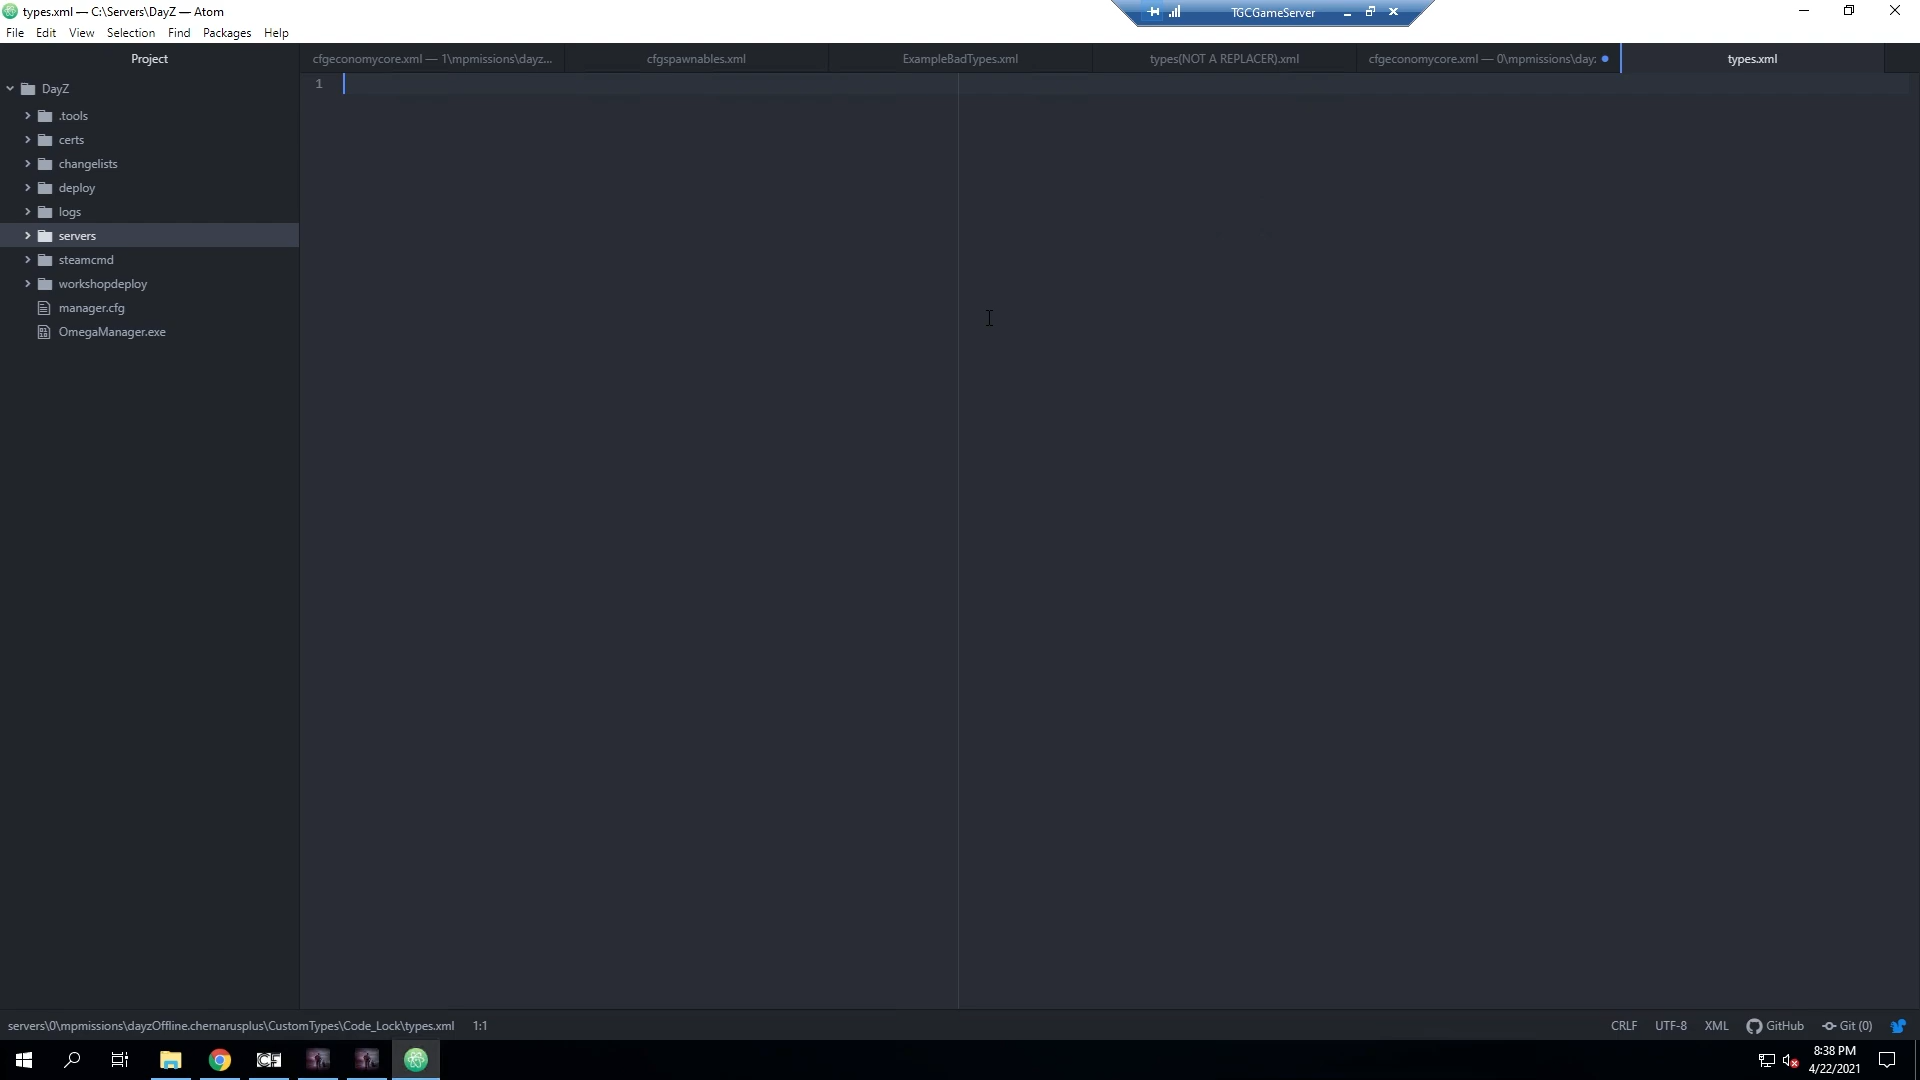 types.xml — C:\Servers\DayZ — Atom
TGCGameServer
File Edit View Selection Find Packages Help
Project
cfgeconomycore.xml — 1\mpmissions\dayz...
cfgspawnables.xml
ExampleBadTypes.xml
types(NOT A REPLACER).xml
cfgeconomycore.xml — 0\mpmissions\day:
types.xml
1
DayZ
.tools
certs
changelists
deploy
logs
servers
steamcmd
workshopdeploy
manager.cfg
OmegaManager.exe
servers\0\mpmissions\dayzOffline.chernarusplus\CustomTypes\Code_Lock\types.xml 1:1
CRLF UTF-8 XML GitHub Git (0)
CF
8:38 PM
4/22/2021